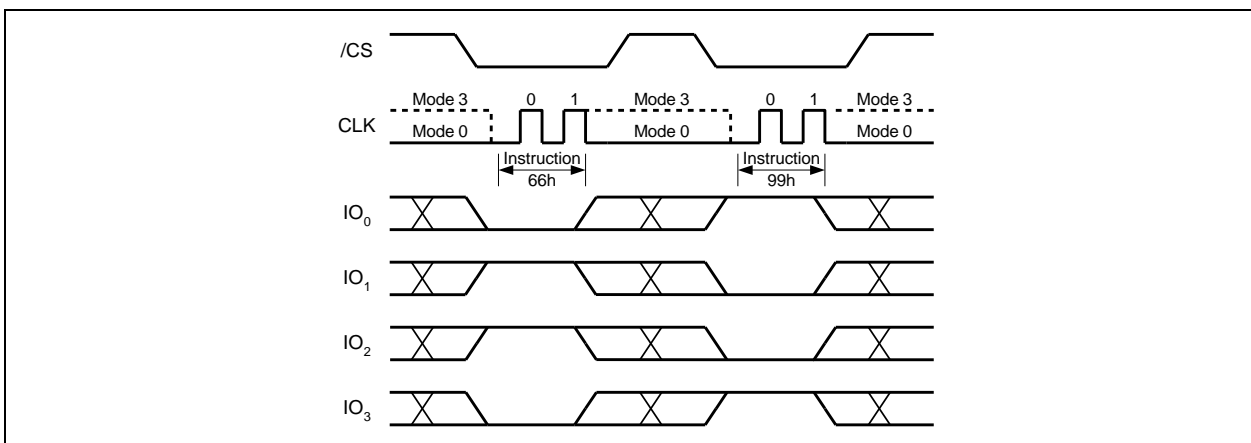 /CS
Mode 3 0 1 Mode 3 0 1 Mode 3
CLK
Mode 0 Mode 0 Mode 0
Instruction Instruction
66h 99h
IO0
IO1
IO2
IO3